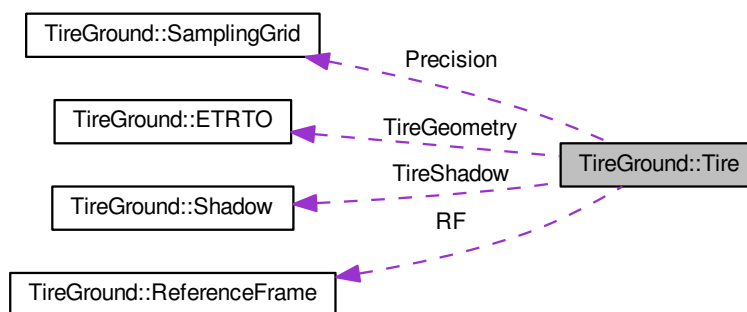 TireGround::SamplingGrid
Precision
TireGround::ETRTO
TireGeometry
TireGround::Tire
TireShadow
TireGround::Shadow
RF
TireGround::ReferenceFrame